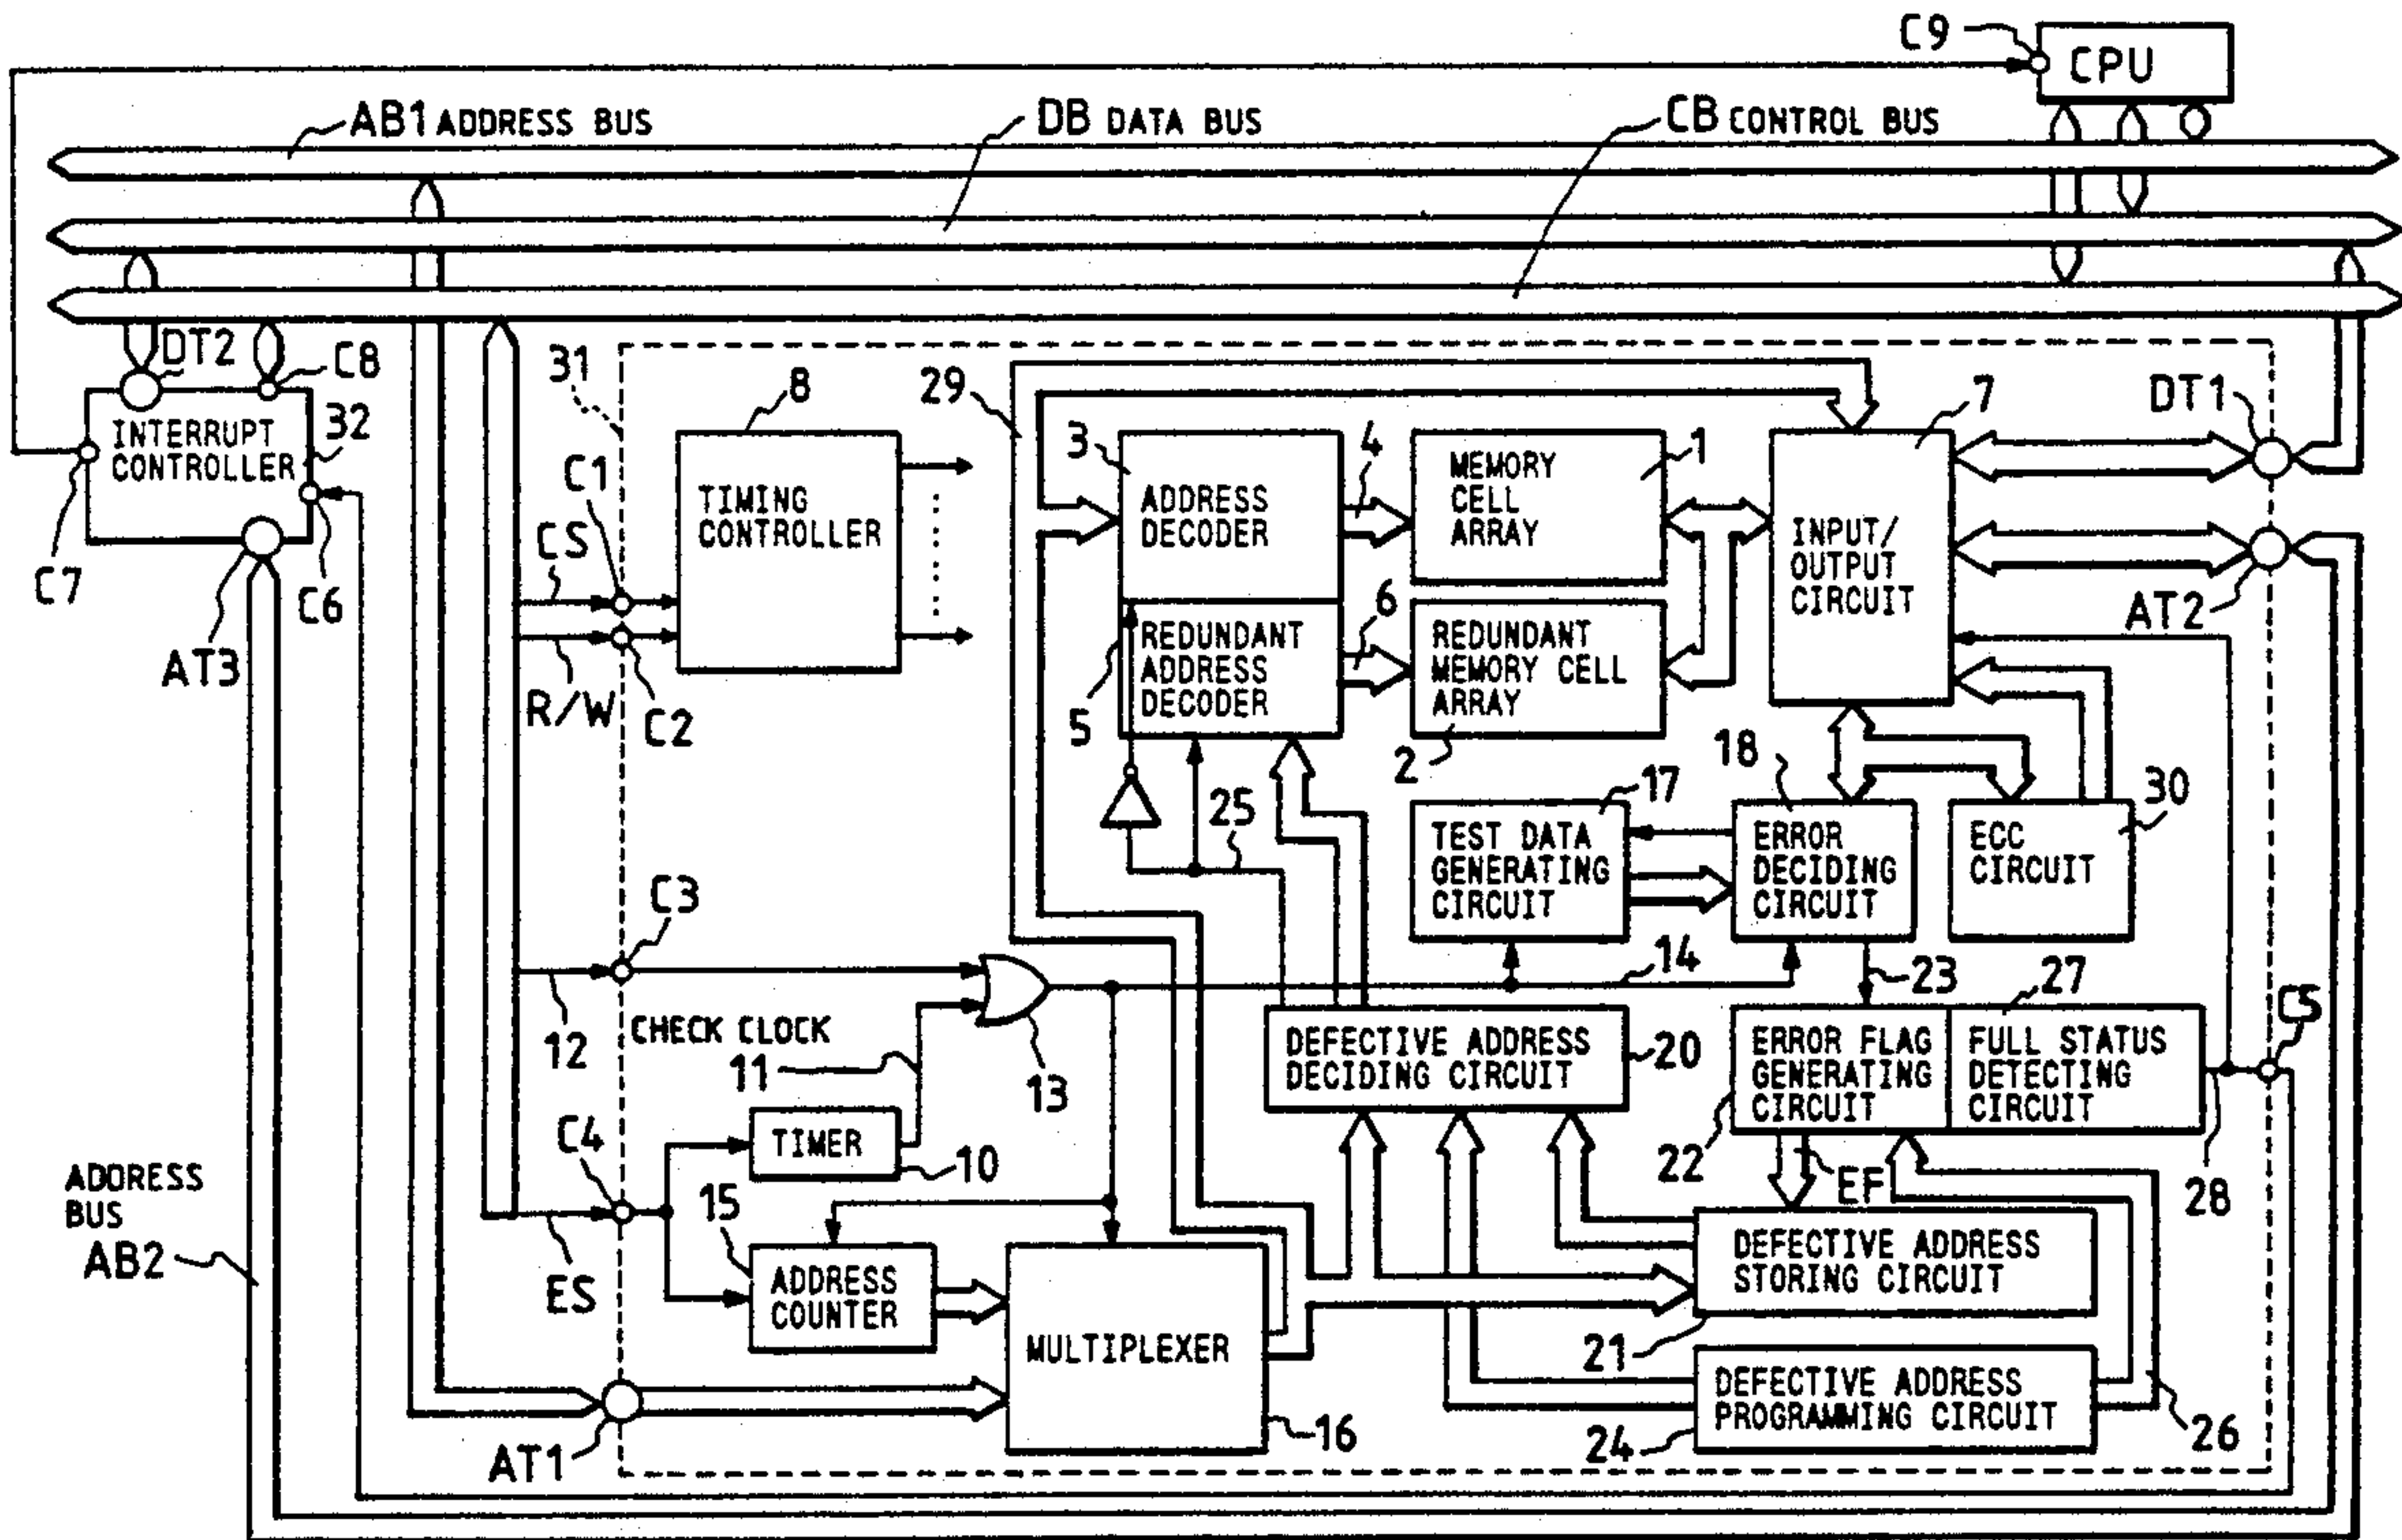 C9
CPU
AB1 ADDRESS BUS
DB DATA BUS
CB CONTROL BUS
DT2
C8
31
8
29
7
DT1
INTERRUPT
CONTROLLER
32
C1
3
4
1
TIMING
CONTROLLER
ADDRESS
DECODER
MEMORY
CELL
ARRAY
INPUT/
OUTPUT
CIRCUIT
C7
C6
CS
AT3
R/W
C2
5
REDUNDANT
ADDRESS
DECODER
6
REDUNDANT
MEMORY CELL
ARRAY
2
AT2
17
18
30
25
TEST DATA
GENERATING
CIRCUIT
ERROR
DECIDING
CIRCUIT
ECC
CIRCUIT
C3
14
23
27
C5
12
CHECK CLOCK
11
13
DEFECTIVE ADDRESS
DECIDING CIRCUIT
20
ERROR FLAG
GENERATING
CIRCUIT
FULL STATUS
DETECTING
CIRCUIT
C4
TIMER
10
22
EF
28
ADDRESS
BUS
AB2
15
ES
ADDRESS
COUNTER
MULTIPLEXER
DEFECTIVE ADDRESS
STORING CIRCUIT
21
DEFECTIVE ADDRESS
PROGRAMMING CIRCUIT
AT1
16
24
26